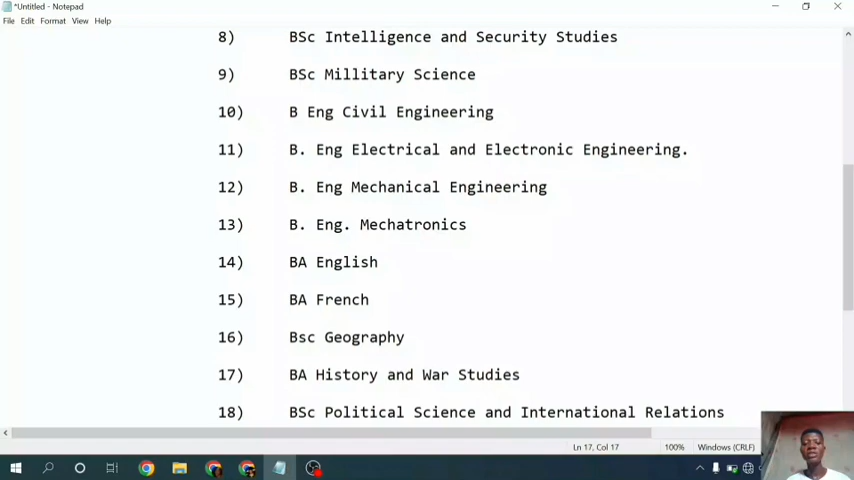 *Untitled - Notepad
File Edit Format View Help
8) BSc Intelligence and Security Studies
9) BSc Millitary Science
10) B Eng Civil Engineering
11) B. Eng Electrical and Electronic Engineering.
12) B. Eng Mechanical Engineering
13) B. Eng. Mechatronics
14) BA English
15) BA French
16) Bsc Geography
17) BA History and War Studies
18) BSc Political Science and International Relations
Ln 17, Col 17 100% Windows (CRLF)